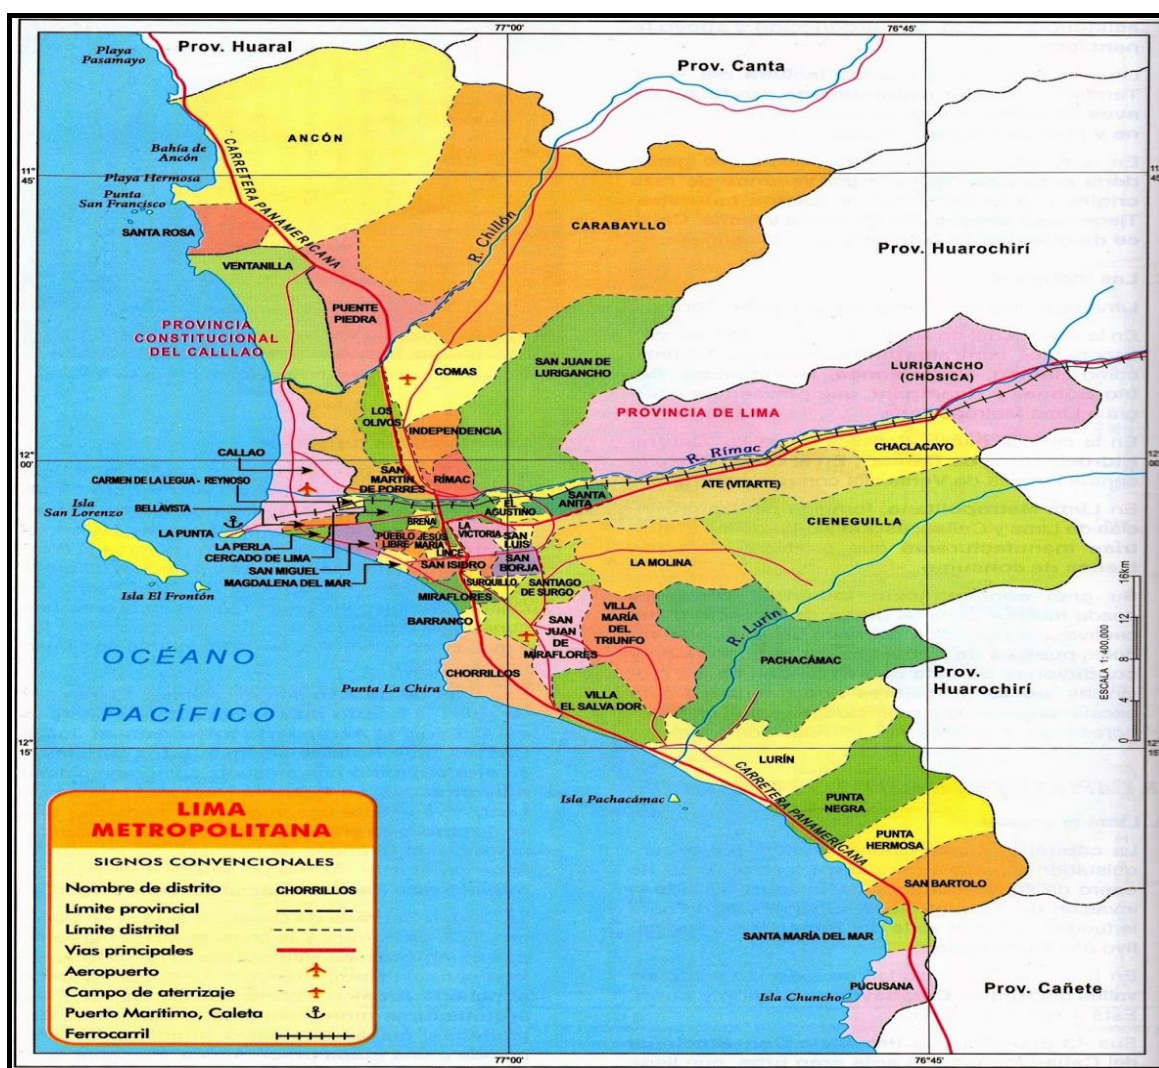 77°00'
76°45'
Playa
Pasamayo
Prov. Huaral
Prov. Canta
ANCÓN
Bahía de
Ancón
CARRETERA PANAMERICANA
11°
45'
Playa Hermosa
Punta
San Francisco
SANTA ROSA
R. Chillón
CARABAYLLO
Prov. Huarochirí
VENTANILLA
PUENTE
PIEDRA
PROVINCIA
CONSTITUCIONAL
DEL CALLLAO
COMAS
SAN JUAN DE
LURIGANCHO
LURIGANCHO
(CHOSICA)
LOS
OLIVOS
INDEPENDENCIA
PROVINCIA DE LIMA
CHACLACAYO
CALLAO
R. Rímac
12°
00'
CARMEN DE LA LEGUA - REYNOSO
SAN
MARTÍN
DE PORRES
RÍMAC
ATE (VITARTE)
SANTA
ANITA
Isla
San Lorenzo
BELLAVISTA
EL
AGUSTINO
CIENEGUILLA
LA PUNTA
BREÑA
LA
VICTORIA
SAN
LUIS
LA PERLA
PUEBLO
LIBRE
JESÚS
MARÍA
LINCE
CERCADO DE LIMA
SAN MIGUEL
SAN ISIDRO
SAN
BORJA
LA MOLINA
MAGDALENA DEL MAR
SURQUILLO
SANTIAGO
DE SURGO
Isla El Frontón
MIRAFLORES
BARRANCO
SAN
JUAN
DE
MIRAFLORES
VILLA
MARÍA
DEL
TRIUNFO
R. Lurín
PACHACÁMAC
OCÉANO
PACÍFICO
CHORRILLOS
Punta La Chira
VILLA
EL SALVA DOR
Prov.
Huarochirí
ESCALA 1:400.000
0
4
8
12
16km
12°
15'
LURÍN
CARRETERA PANAMERICANA
Isla Pachacámac
PUNTA
NEGRA
PUNTA
HERMOSA
SAN BARTOLO
SANTA MARÍA DEL MAR
PUCUSANA
Isla Chuncho
Prov. Cañete
LIMA
METROPOLITANA
SIGNOS CONVENCIONALES
Nombre de distrito CHORRILLOS
Límite provincial
Límite distrital
Vias principales
Aeropuerto
Campo de aterrizaje
Puerto Marítimo, Caleta
Ferrocarril
77°00'
76°45'